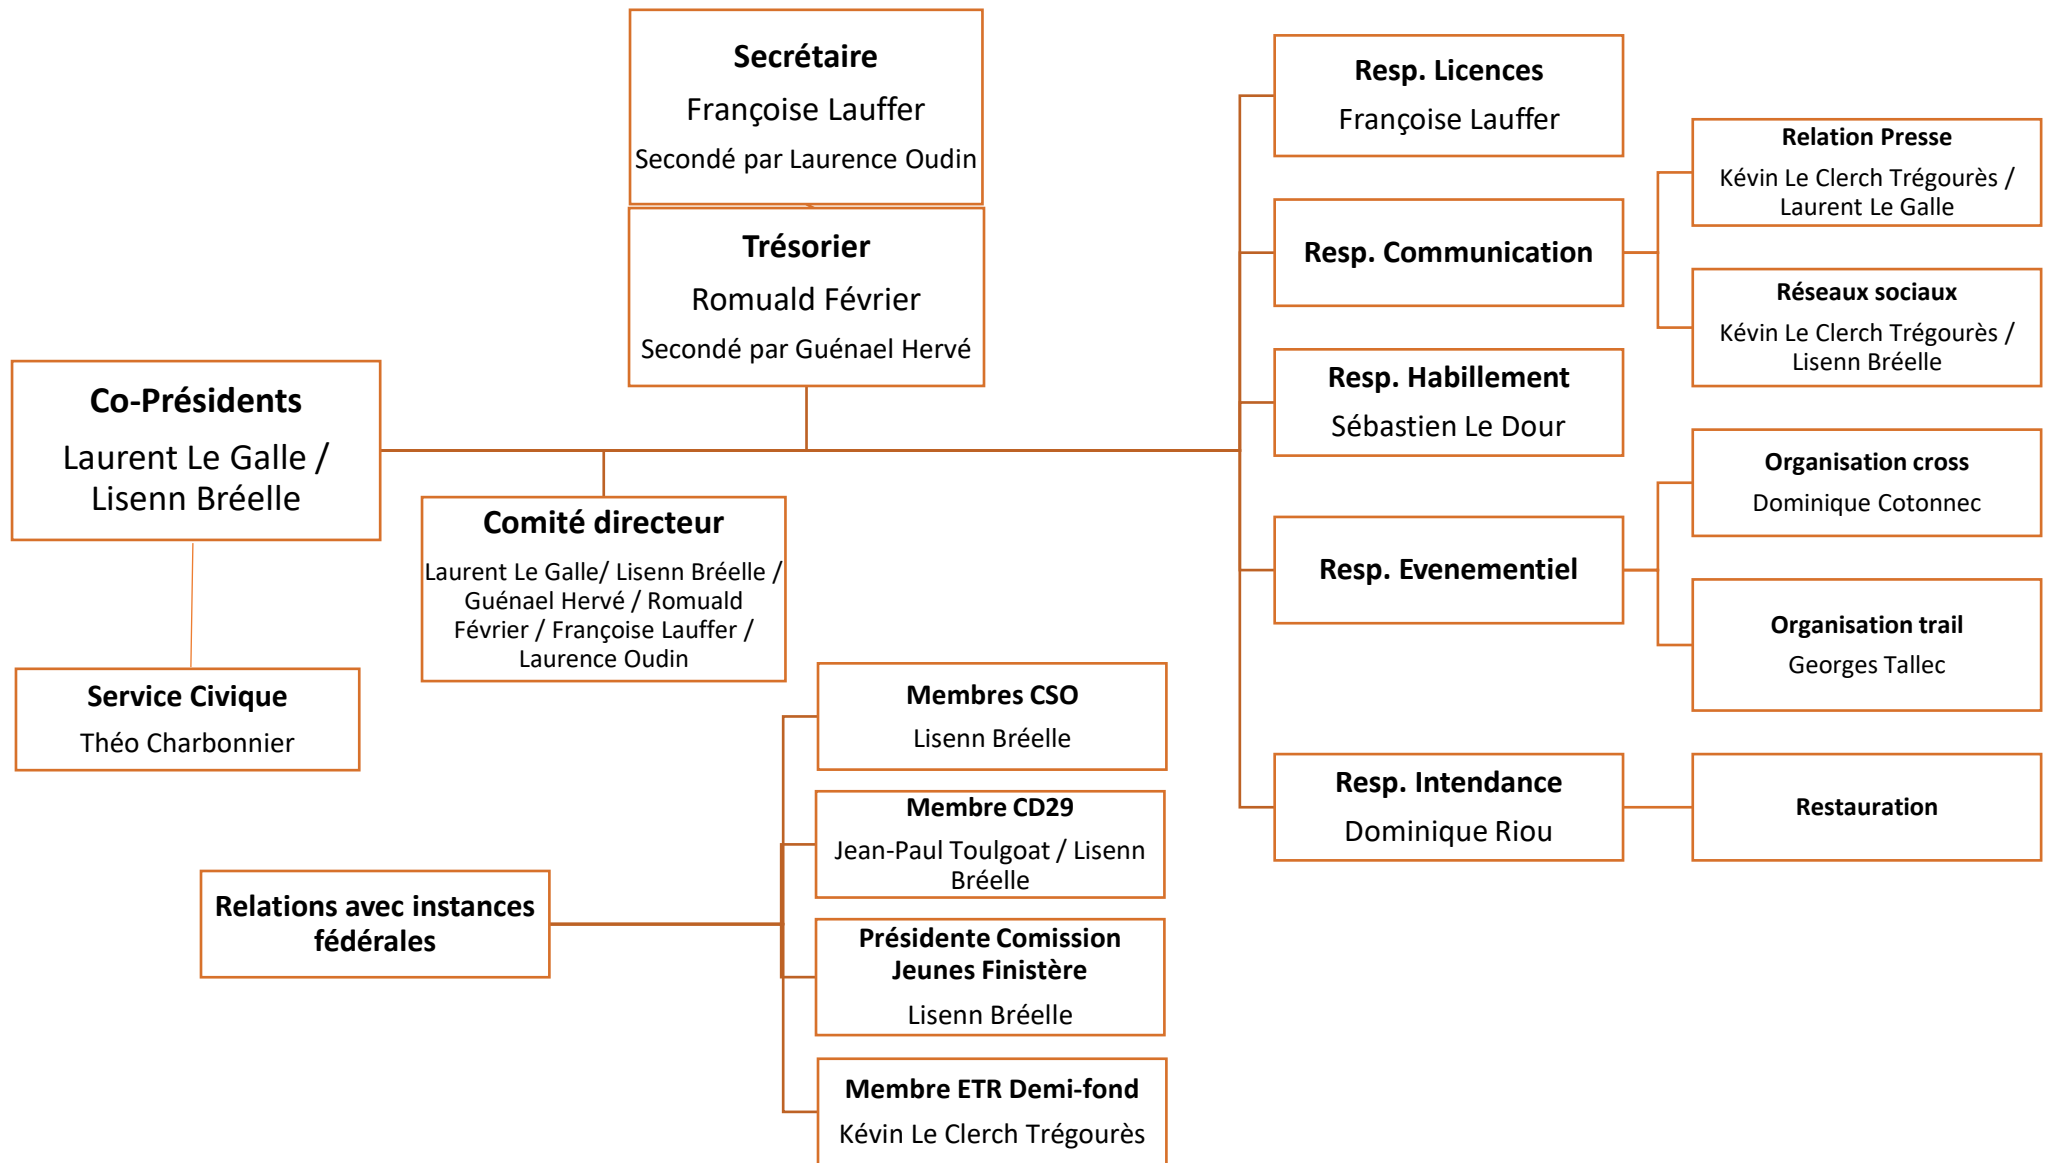 Secrétaire
Françoise Lauffer
Secondé par Laurence Oudin
Trésorier
Romuald Février
Secondé par Guénael Hervé
Co-Présidents
Laurent Le Galle /
Lisenn Bréelle
Comité directeur
Laurent Le Galle/ Lisenn Bréelle /
Guénael Hervé / Romuald
Février / Françoise Lauffer /
Laurence Oudin
Service Civique
Théo Charbonnier
Resp. Licences
Françoise Lauffer
Resp. Communication
Relation Presse
Kévin Le Clerch Trégourès /
Laurent Le Galle
Réseaux sociaux
Kévin Le Clerch Trégourès /
Lisenn Bréelle
Resp. Habillement
Sébastien Le Dour
Resp. Evenementiel
Organisation cross
Dominique Cotonnec
Organisation trail
Georges Tallec
Resp. Intendance
Dominique Riou
Restauration
Relations avec instances
fédérales
Membres CSO
Lisenn Bréelle
Membre CD29
Jean-Paul Toulgoat / Lisenn
Bréelle
Présidente Comission
Jeunes Finistère
Lisenn Bréelle
Membre ETR Demi-fond
Kévin Le Clerch Trégourès